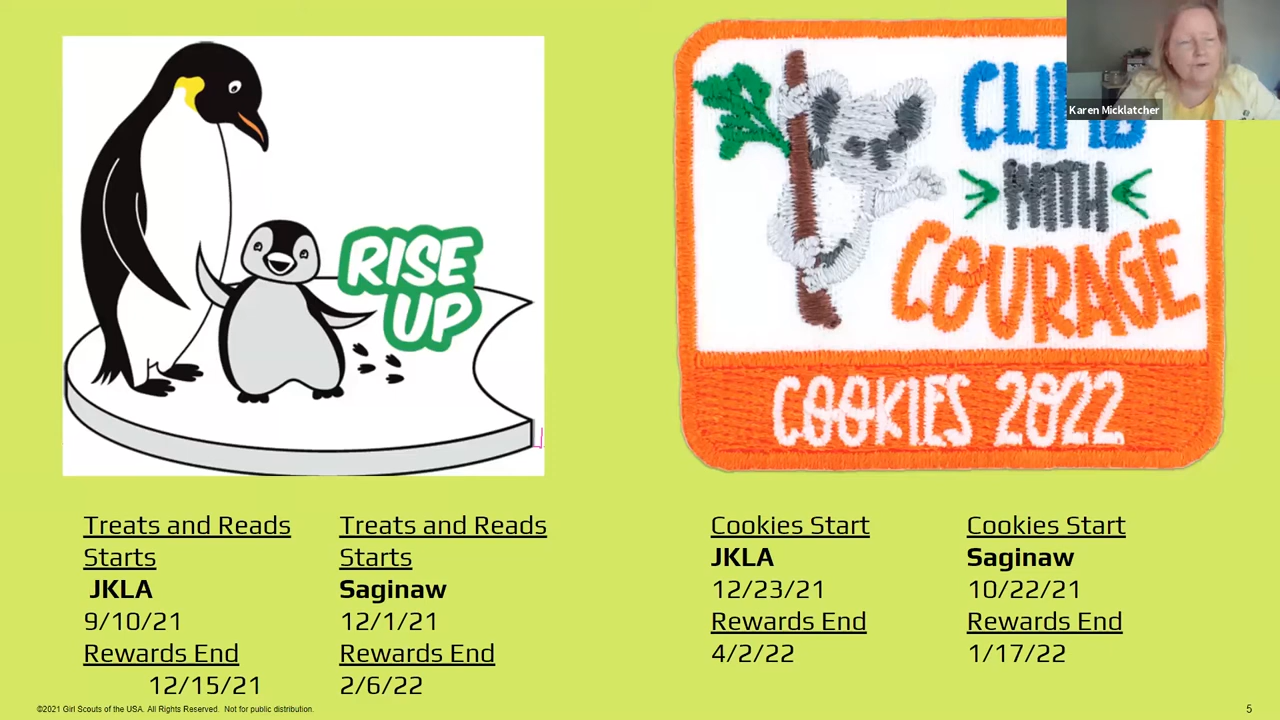 RISE
UP
CLIMB
WITH
COURAGE
COOKIES 2022
Karen Micklatcher
Treats and Reads
Starts
JKLA
9/10/21
Rewards End
12/15/21
Treats and Reads
Starts
Saginaw
12/1/21
Rewards End
2/6/22
Cookies Start
JKLA
12/23/21
Rewards End
4/2/22
Cookies Start
Saginaw
10/22/21
Rewards End
1/17/22
©2021 Girl Scouts of the USA. All Rights Reserved. Not for public distribution.
5